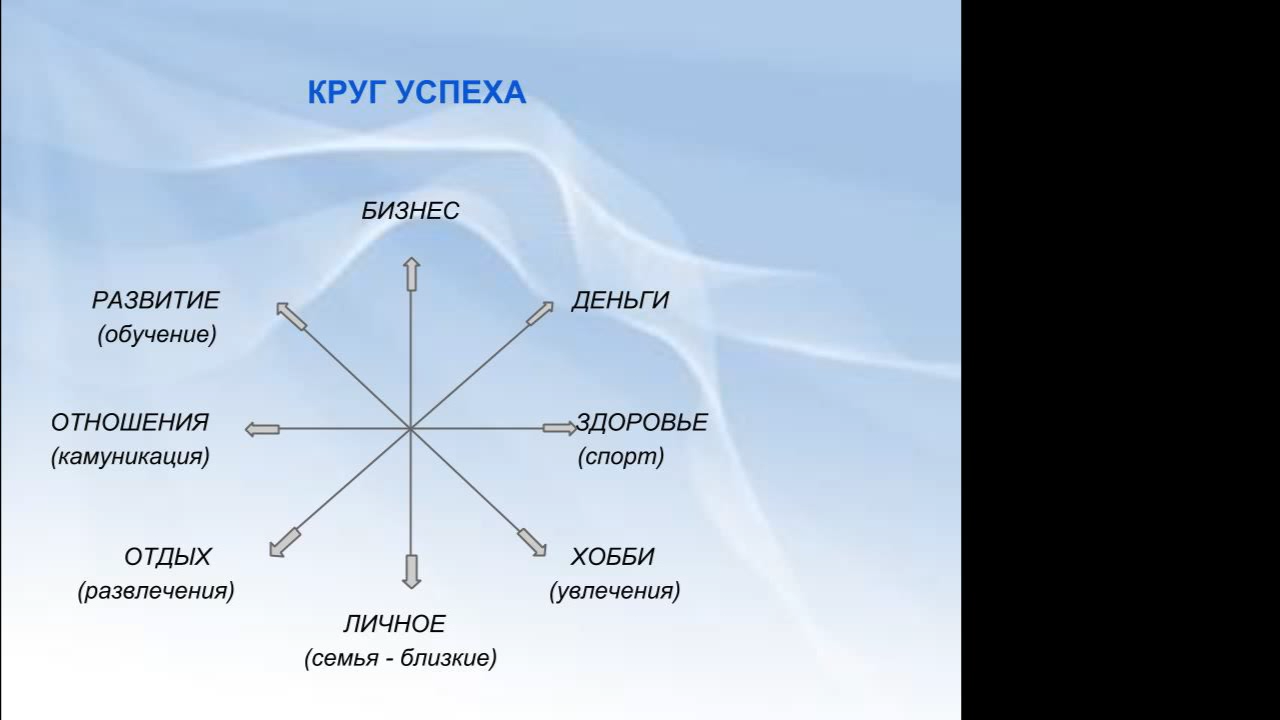 КРУГ УСПЕХА
БИЗНЕС
РАЗВИТИЕ
(обучение)
ДЕНЬГИ
ОТНОШЕНИЯ
(камуникация)
ЗДОРОВЬЕ
(спорт)
ОТДЫХ
(развлечения)
ХОББИ
(увлечения)
ЛИЧНОЕ
(семья - близкие)